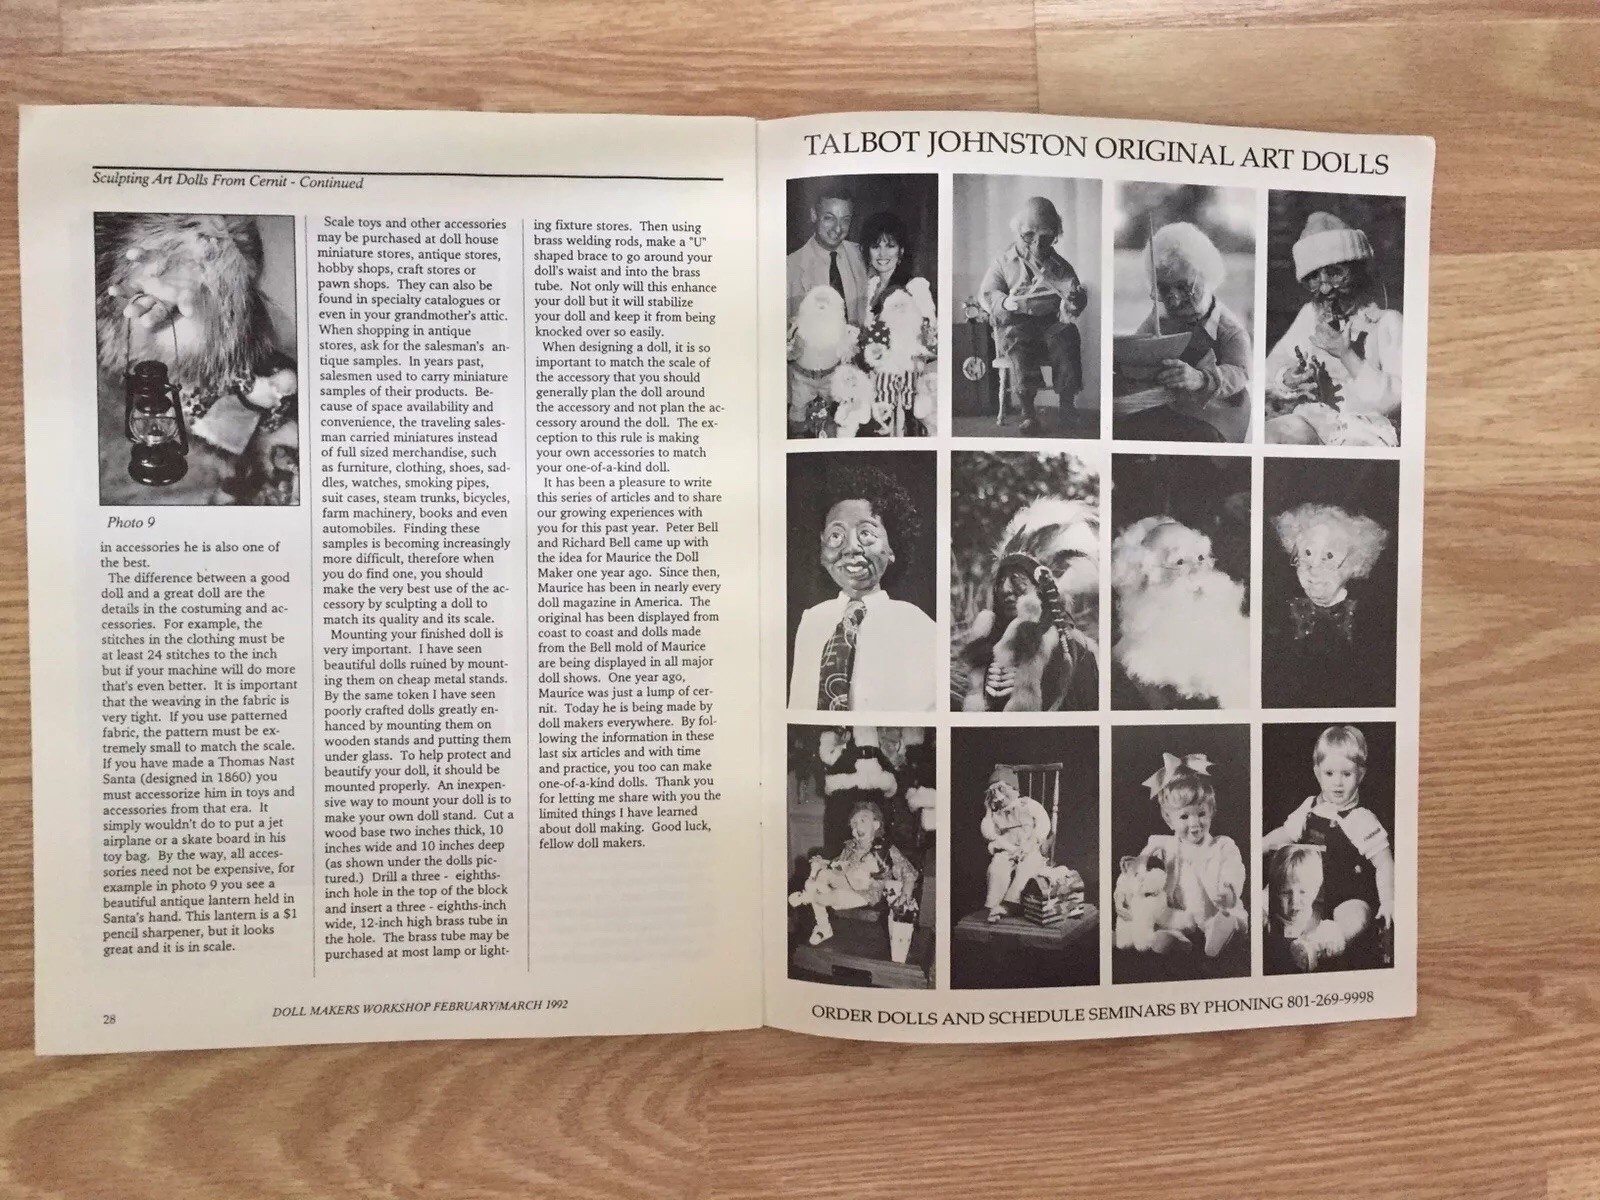 Sculpting Art Dolls From Cernit - Continued
Photo 9
in accessories he is also one of
the best.
The difference between a good
doll and a great doll are the
details in the costuming and ac-
cessories. For example, the
stitches in the clothing must be
at least 24 stitches to the inch
but if your machine will do more
that's even better. It is important
that the weaving in the fabric is
very tight. If you use patterned
fabric, the pattern must be ex-
tremely small to match the scale.
If you have made a Thomas Nast
Santa (designed in 1860) you
must accessorize him in toys and
accessories from that era. It
simply wouldn't do to put a jet
airplane or a skate board in his
toy bag. By the way, all acces-
sories need not be expensive, for
example in photo 9 you see a
beautiful antique lantern held in
Santa's hand. This lantern is a $1
pencil sharpener, but it looks
great and it is in scale.
Scale toys and other accessories
may be purchased at doll house
miniature stores, antique stores,
hobby shops, craft stores or
pawn shops. They can also be
found in specialty catalogues or
even in your grandmother's attic.
When shopping in antique
stores, ask for the salesman's an-
tique samples. In years past,
salesmen used to carry miniature
samples of their products. Be-
cause of space availability and
convenience, the traveling sales-
man carried miniatures instead
of full sized merchandise, such
as furniture, clothing, shoes, sad-
dles, watches, smoking pipes,
suit cases, steam trunks, bicycles,
farm machinery, books and even
automobiles. Finding these
samples is becoming increasingly
more difficult, therefore when
you do find one, you should
make the very best use of the ac-
cessory by sculpting a doll to
match its quality and its scale.
Mounting your finished doll is
very important. I have seen
beautiful dolls ruined by mount-
ing them on cheap metal stands.
By the same token I have seen
poorly crafted dolls greatly en-
hanced by mounting them on
wooden stands and putting them
under glass. To help protect and
beautify your doll, it should be
mounted properly. An inexpen-
sive way to mount your doll is to
make your own doll stand. Cut a
wood base two inches thick, 10
inches wide and 10 inches deep
(as shown under the dolls pic-
tured.) Drill a three - eighths-
inch hole in the top of the block
and insert a three - eighths-inch
wide, 12-inch high brass tube in
the hole. The brass tube may be
purchased at most lamp or light-
ing fixture stores. Then using
brass welding rods, make a "U"
shaped brace to go around your
doll's waist and into the brass
tube. Not only will this enhance
your doll but it will stabilize
your doll and keep it from being
knocked over so easily.
When designing a doll, it is so
important to match the scale of
the accessory that you should
generally plan the doll around
the accessory and not plan the ac-
cessory around the doll. The ex-
ception to this rule is making
your own accessories to match
your one-of-a-kind doll.
It has been a pleasure to write
this series of articles and to share
our growing experiences with
you for this past year. Peter Bell
and Richard Bell came up with
the idea for Maurice the Doll
Maker one year ago. Since then,
Maurice has been in nearly every
doll magazine in America. The
original has been displayed from
coast to coast and dolls made
from the Bell mold of Maurice
are being displayed in all major
doll shows. One year ago,
Maurice was just a lump of cer-
nit. Today he is being made by
doll makers everywhere. By fol-
lowing the information in these
last six articles and with time
and practice, you too can make
one-of-a-kind dolls. Thank you
for letting me share with you the
limited things I have learned
about doll making. Good luck,
fellow doll makers.
28
DOLL MAKERS WORKSHOP FEBRUARY/MARCH 1992
TALBOT JOHNSTON ORIGINAL ART DOLLS
ORDER DOLLS AND SCHEDULE SEMINARS BY PHONING 801-269-9998